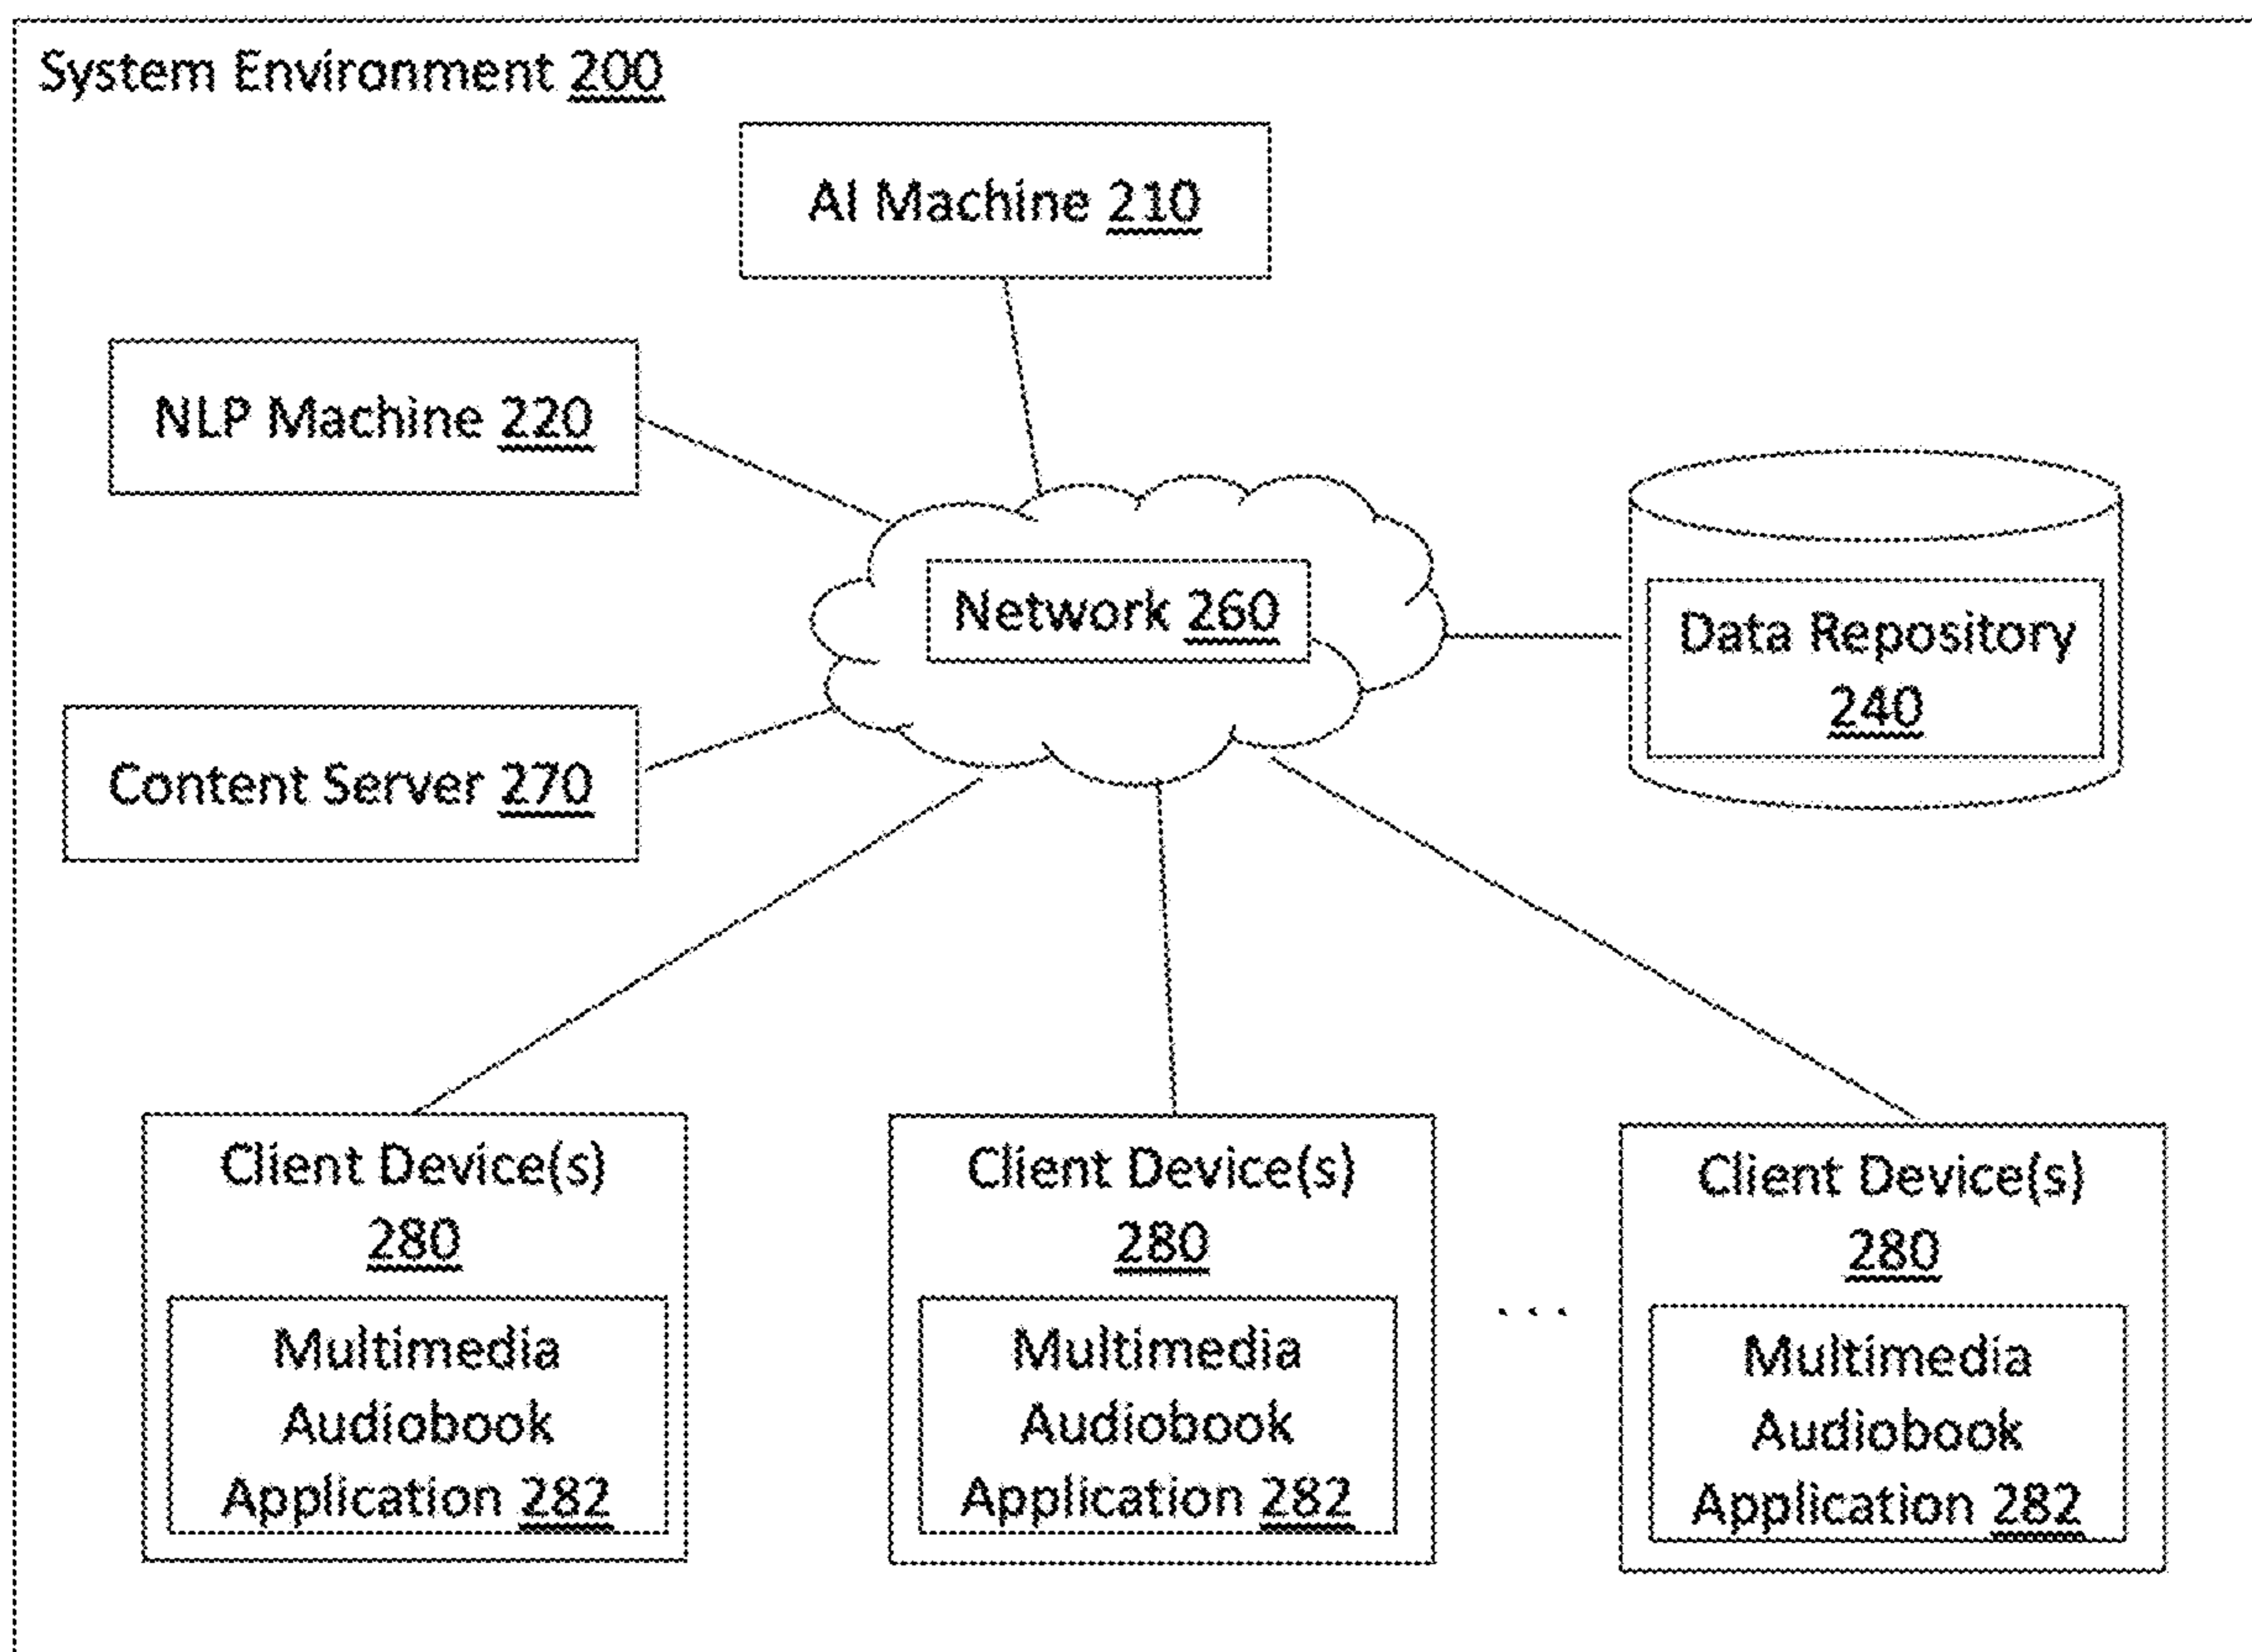 System Environment 200
AI Machine 210
NLP Machine 220
Network 260
Data Repository
240
Content Server 270
Client Device(s)
280
Multimedia
Audiobook
Application 282
Client Device(s)
280
Multimedia
Audiobook
Application 282
...
Client Device(s)
280
Multimedia
Audiobook
Application 282